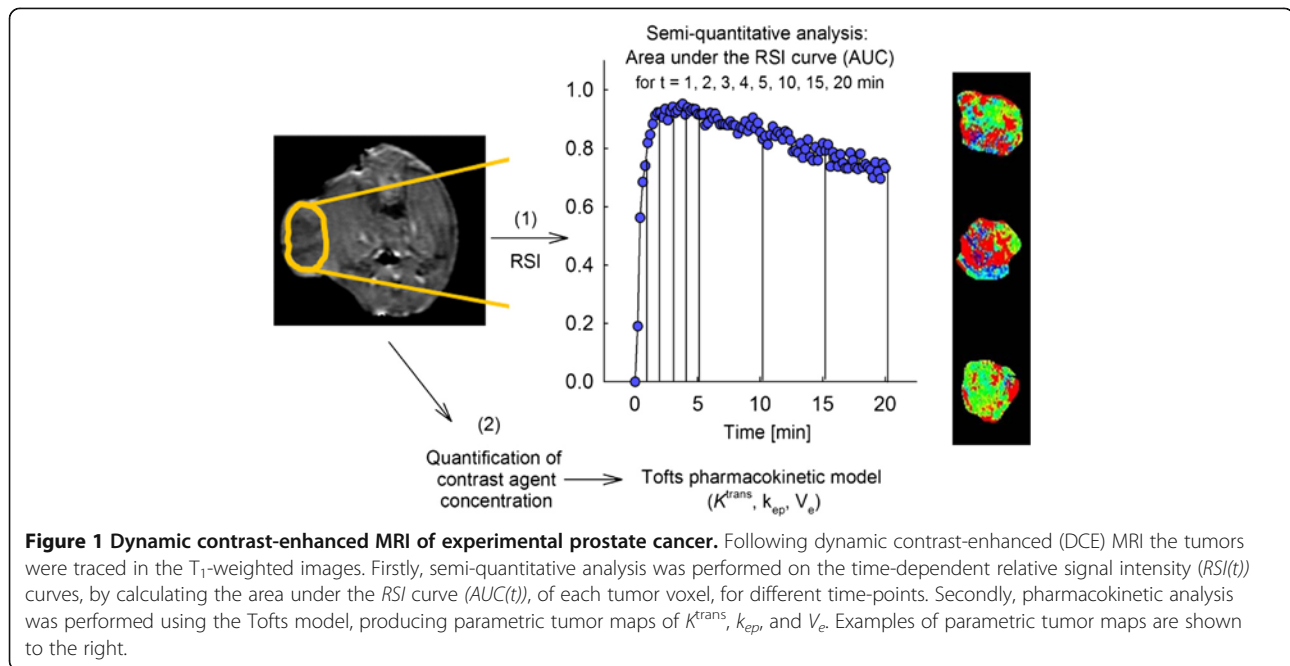 Semi-quantitative analysis:
Area under the RSI curve (AUC)
for t = 1, 2, 3, 4, 5, 10, 15, 20 min
1.0
0.8
0.6
0.4
0.2
0.0
0 5 10 15 20
Time [min]
(1)
RSI
(2)
Quantification of
contrast agent
concentration
Tofts pharmacokinetic model
(K^trans, k_ep, V_e)
Figure 1 Dynamic contrast-enhanced MRI of experimental prostate cancer. Following dynamic contrast-enhanced (DCE) MRI the tumors
were traced in the T₁-weighted images. Firstly, semi-quantitative analysis was performed on the time-dependent relative signal intensity (RSI(t))
curves, by calculating the area under the RSI curve (AUC(t)), of each tumor voxel, for different time-points. Secondly, pharmacokinetic analysis
was performed using the Tofts model, producing parametric tumor maps of K^trans, k_ep, and V_e. Examples of parametric tumor maps are shown
to the right.